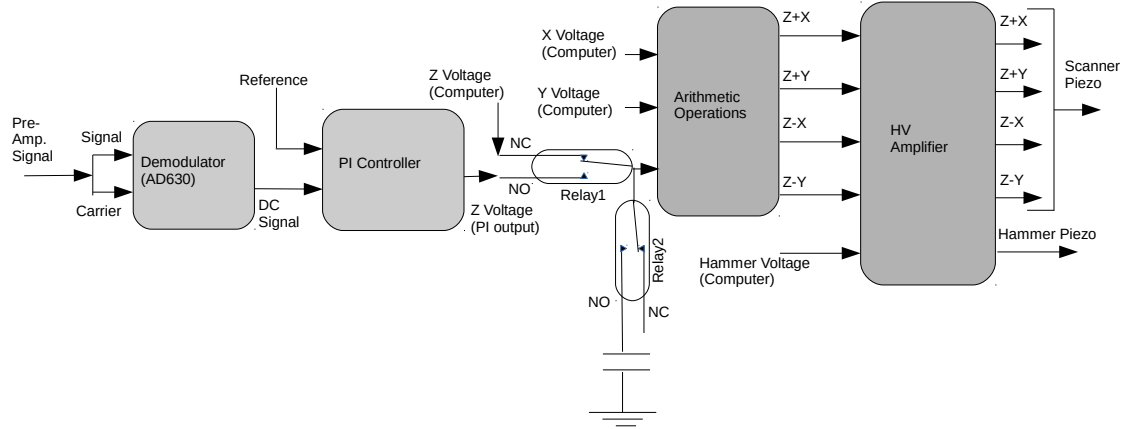 Pre-
Amp.
Signal
Signal
Carrier
Demodulator
(AD630)
DC
Signal
Reference
PI Controller
Z Voltage
(Computer)
NC
NO
Relay1
Z Voltage
(PI output)
X Voltage
(Computer)
Y Voltage
(Computer)
Relay2
NO
NC
Arithmetic
Operations
Z+X
Z+Y
Z-X
Z-Y
Hammer Voltage
(Computer)
HV
Amplifier
Z+X
Z+Y
Z-X
Z-Y
Scanner
Piezo
Hammer Piezo